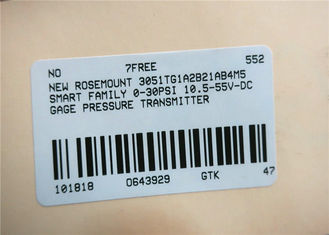 NO 7FREE 552
NEW ROSEMOUNT 3051TG1A2B21AB4M5
SMART FAMILY 0-30PSI 10.5-55V-DC
GAGE PRESSURE TRANSMITTER
101818 0643929 GTK 47